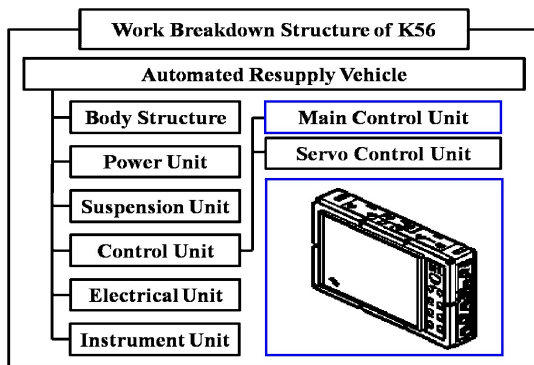 Work Breakdown Structure of K56
Automated Resupply Vehicle
Body Structure
Power Unit
Suspension Unit
Control Unit
Electrical Unit
Instrument Unit
Main Control Unit
Servo Control Unit